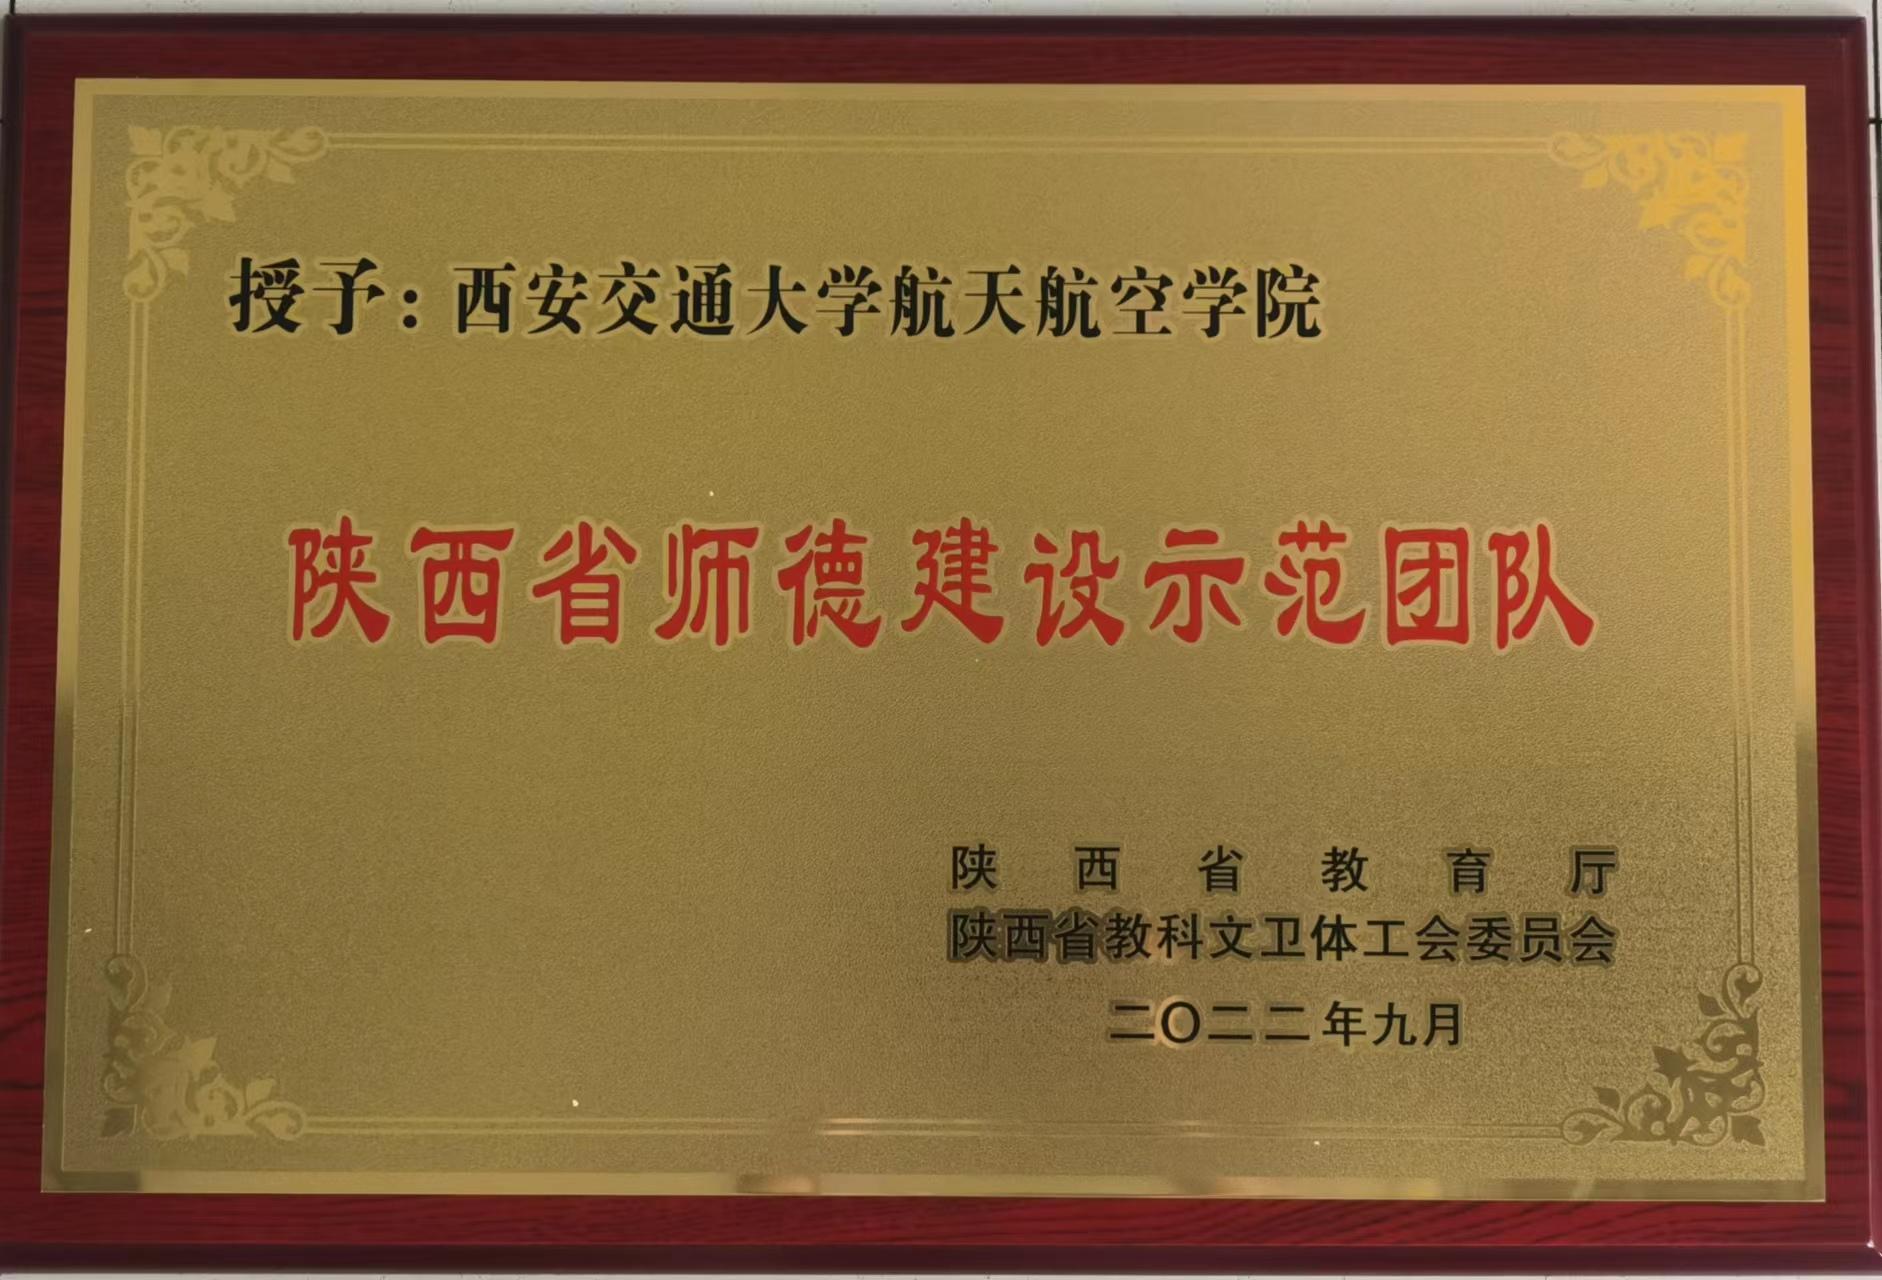 授予：西安交通大学航天航空学院
陕西省师德建设示范团队
陕西省教育厅
陕西省教科文卫体工会委员会
二〇二二年九月